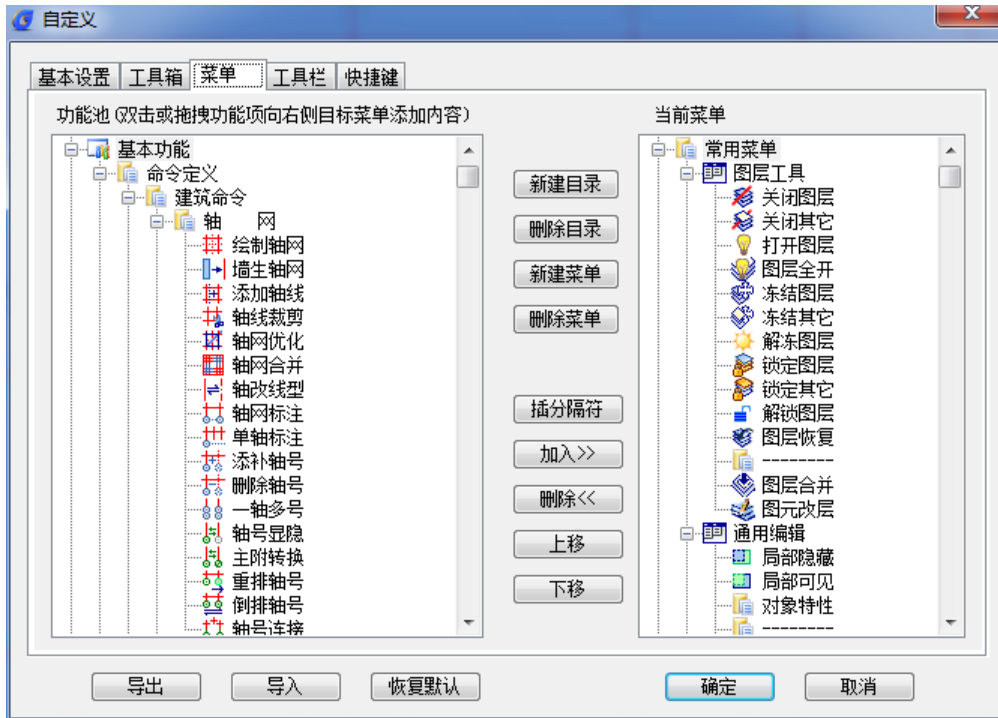 自定义
基本设置 工具箱 菜单 工具栏 快捷键
功能池(双击或拖拽功能项向右侧目标菜单添加内容)
基本功能
命令定义
建筑命令
轴 网
绘制轴网
墙生轴网
添加轴线
轴线裁剪
轴网优化
轴网合并
轴改线型
轴网标注
单轴标注
添补轴号
删除轴号
一轴多号
轴号显隐
主附转换
重排轴号
倒排轴号
轴号连接
新建目录
删除目录
新建菜单
删除菜单
插分隔符
加入>>
删除<<
上移
下移
当前菜单
常用菜单
图层工具
关闭图层
关闭其它
打开图层
图层全开
冻结图层
冻结其它
解冻图层
锁定图层
锁定其它
解锁图层
图层恢复
--------
图层合并
图元改层
通用编辑
局部隐藏
局部可见
对象特性
--------
导出 导入 恢复默认 确定 取消